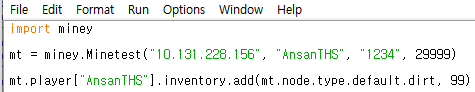 File Edit Format Run Options Window Help
import miney
mt = miney.Minetest("10.131.228.156", "AnsanTHS", "1234", 29999)
mt.player["AnsanTHS"].inventory.add(mt.node.type.default.dirt, 99)